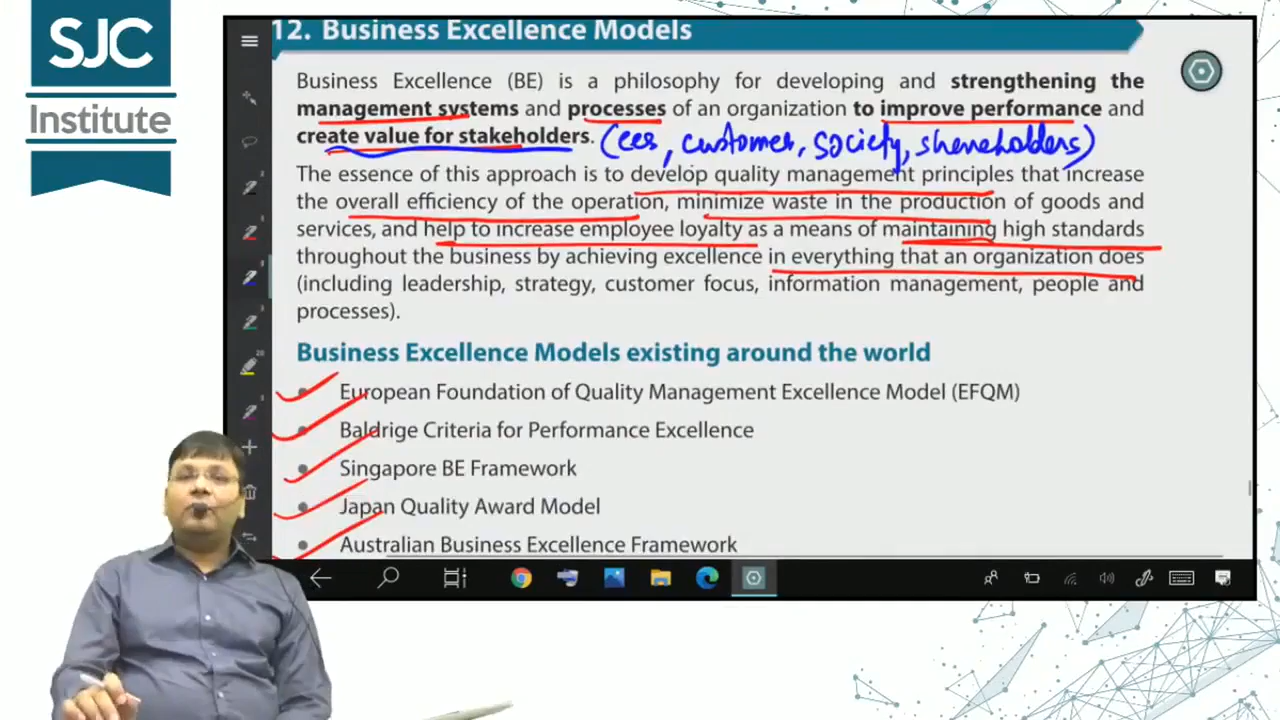 SJC
Institute
12. Business Excellence Models
Business Excellence (BE) is a philosophy for developing and strengthening the
management systems and processes of an organization to improve performance and
create value for stakeholders. (ees, customer, society, shareholders)
The essence of this approach is to develop quality management principles that increase
the overall efficiency of the operation, minimize waste in the production of goods and
services, and help to increase employee loyalty as a means of maintaining high standards
throughout the business by achieving excellence in everything that an organization does
(including leadership, strategy, customer focus, information management, people and
processes).
Business Excellence Models existing around the world
• European Foundation of Quality Management Excellence Model (EFQM)
• Baldrige Criteria for Performance Excellence
• Singapore BE Framework
• Japan Quality Award Model
• Australian Business Excellence Framework